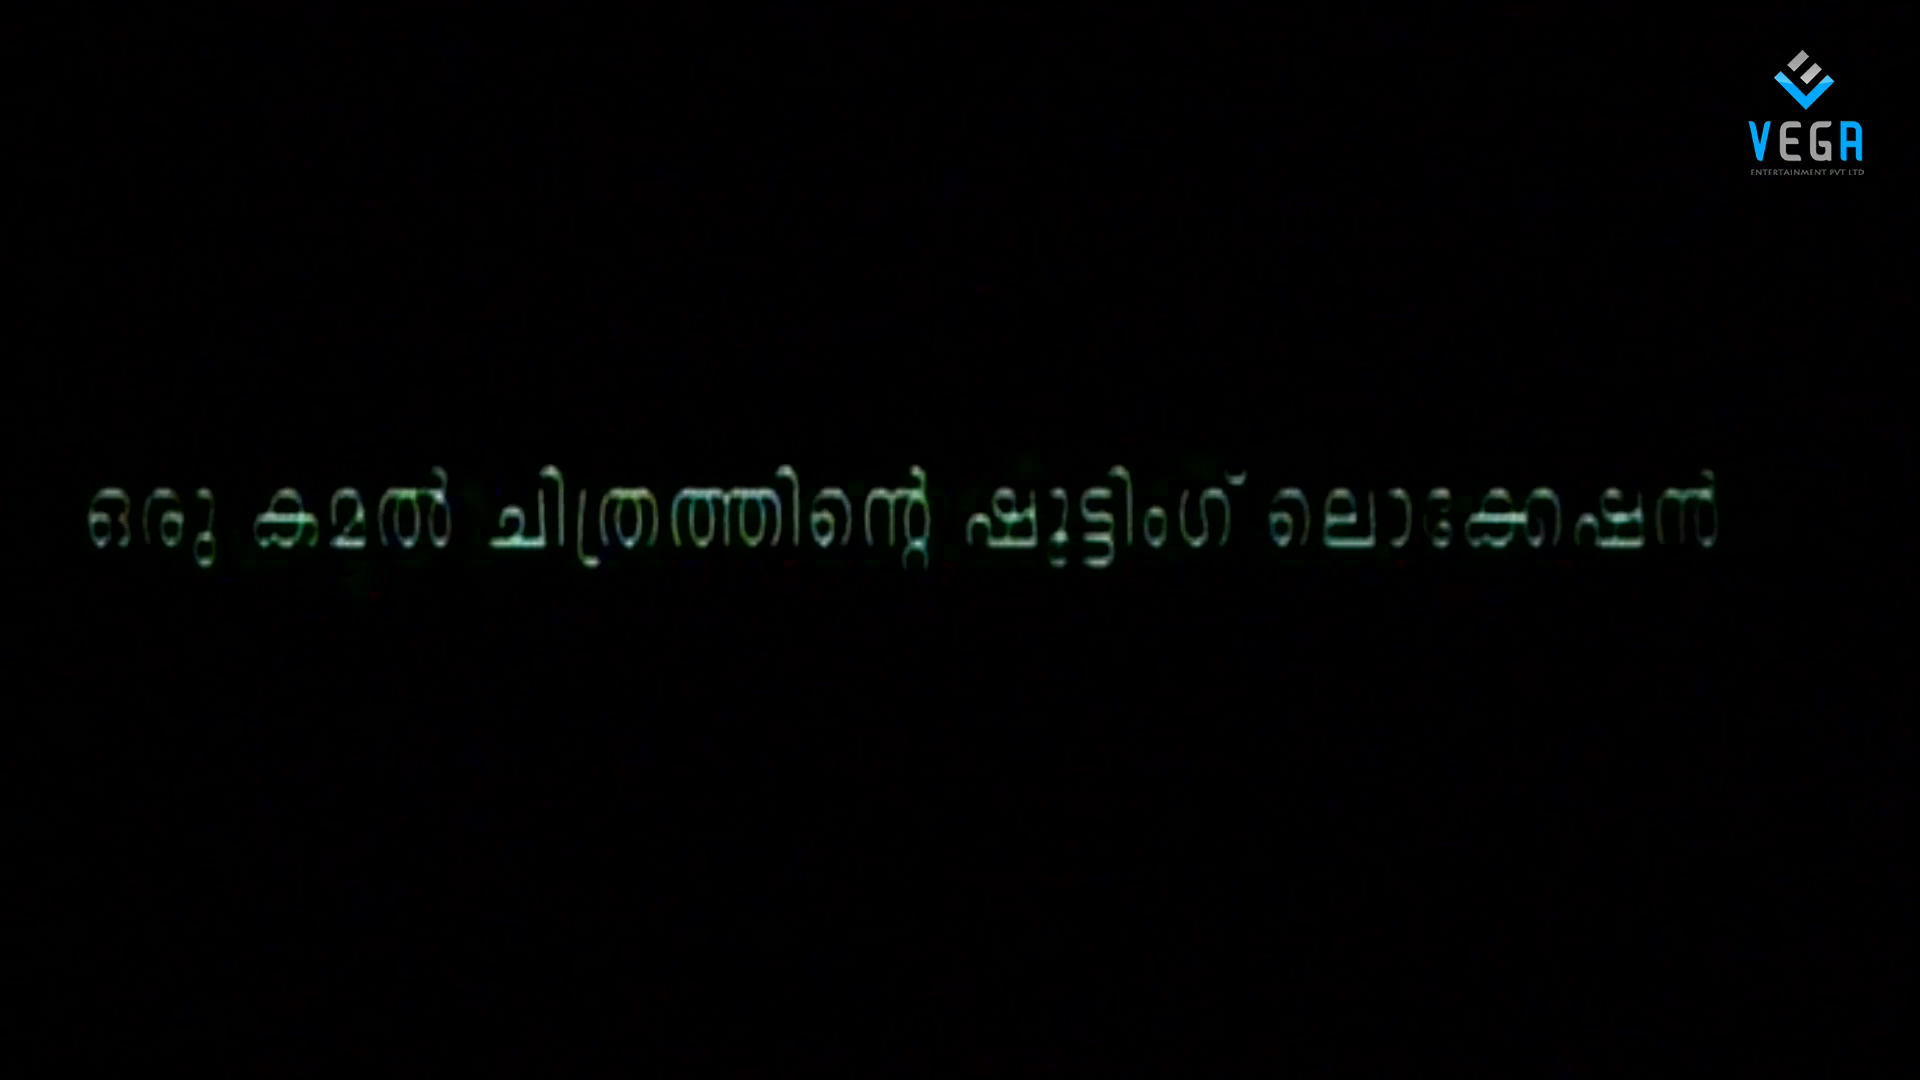 VEGA
ENTERTAINMENT PVT LTD
ഒരു കമൽ ചിത്രത്തിന്റെ ഷൂട്ടിംഗ് ലൊക്കേഷൻ